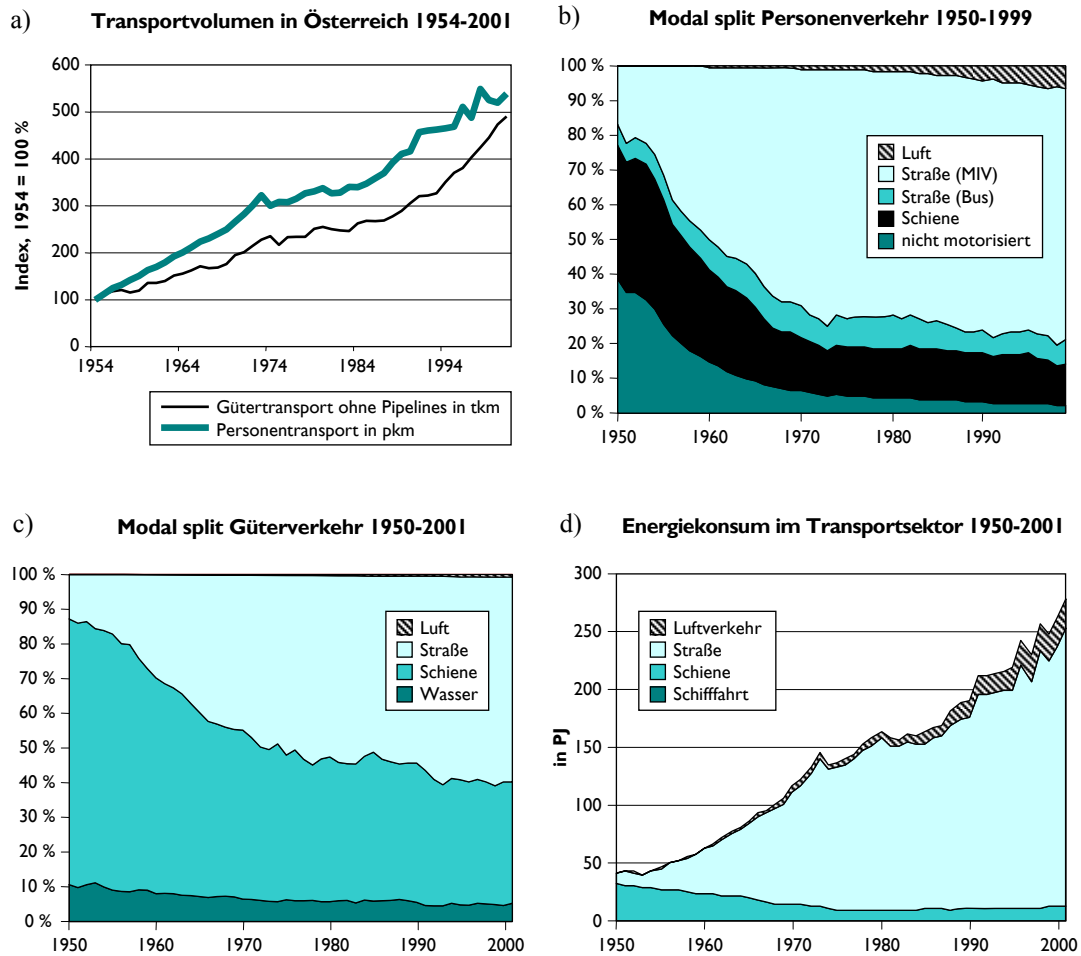 a)
Transportvolumen in Österreich 1954-2001
Index, 1954 = 100 %
600
500
400
300
200
100
0
1954 1964 1974 1984 1994
Gütertransport ohne Pipelines in tkm
Personentransport in pkm
b)
Modal split Personenverkehr 1950-1999
100 %
90 %
80 %
70 %
60 %
50 %
40 %
30 %
20 %
10 %
0 %
Luft
Straße (MIV)
Straße (Bus)
Schiene
nicht motorisiert
1950 1960 1970 1980 1990
c)
Modal split Güterverkehr 1950-2001
100 %
90 %
80 %
70 %
60 %
50 %
40 %
30 %
20 %
10 %
0 %
Luft
Straße
Schiene
Wasser
1950 1960 1970 1980 1990 2000
d)
Energiekonsum im Transportsektor 1950-2001
in PJ
300
250
200
150
100
50
0
Luftverkehr
Straße
Schiene
Schifffahrt
1950 1960 1970 1980 1990 2000